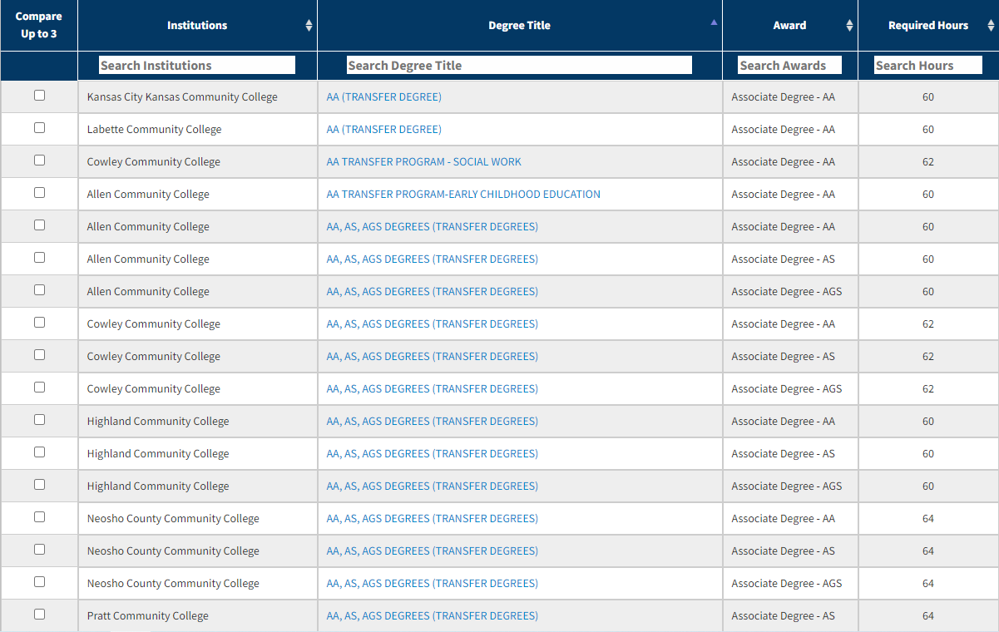 Compare Up to 3 Institutions Degree Title Award Required Hours
Search Institutions Search Degree Title Search Awards Search Hours
Kansas City Kansas Community College AA (TRANSFER DEGREE) Associate Degree - AA 60
Labette Community College AA (TRANSFER DEGREE) Associate Degree - AA 60
Cowley Community College AA TRANSFER PROGRAM - SOCIAL WORK Associate Degree - AA 62
Allen Community College AA TRANSFER PROGRAM-EARLY CHILDHOOD EDUCATION Associate Degree - AA 60
Allen Community College AA, AS, AGS DEGREES (TRANSFER DEGREES) Associate Degree - AA 60
Allen Community College AA, AS, AGS DEGREES (TRANSFER DEGREES) Associate Degree - AS 60
Allen Community College AA, AS, AGS DEGREES (TRANSFER DEGREES) Associate Degree - AGS 60
Cowley Community College AA, AS, AGS DEGREES (TRANSFER DEGREES) Associate Degree - AA 62
Cowley Community College AA, AS, AGS DEGREES (TRANSFER DEGREES) Associate Degree - AS 62
Cowley Community College AA, AS, AGS DEGREES (TRANSFER DEGREES) Associate Degree - AGS 62
Highland Community College AA, AS, AGS DEGREES (TRANSFER DEGREES) Associate Degree - AA 60
Highland Community College AA, AS, AGS DEGREES (TRANSFER DEGREES) Associate Degree - AS 60
Highland Community College AA, AS, AGS DEGREES (TRANSFER DEGREES) Associate Degree - AGS 60
Neosho County Community College AA, AS, AGS DEGREES (TRANSFER DEGREES) Associate Degree - AA 64
Neosho County Community College AA, AS, AGS DEGREES (TRANSFER DEGREES) Associate Degree - AS 64
Neosho County Community College AA, AS, AGS DEGREES (TRANSFER DEGREES) Associate Degree - AGS 64
Pratt Community College AA, AS, AGS DEGREES (TRANSFER DEGREES) Associate Degree - AS 64